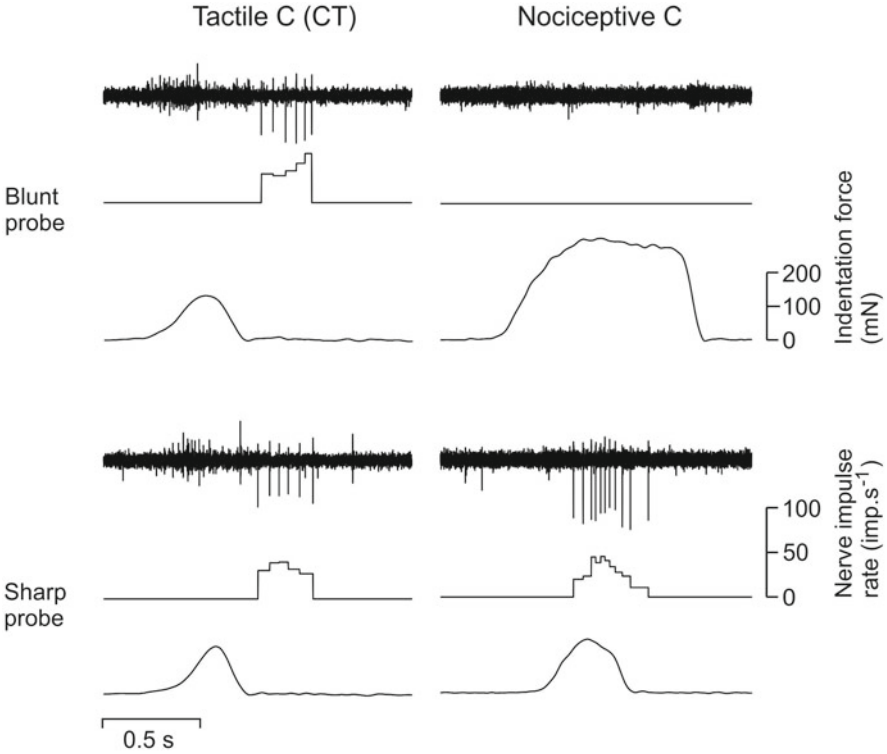 Tactile C (CT)
Nociceptive C
Blunt
probe
200
100
0
Indentation force
(mN)
Sharp
probe
100
50
0
Nerve impulse
rate (imp.s-1)
0.5 s